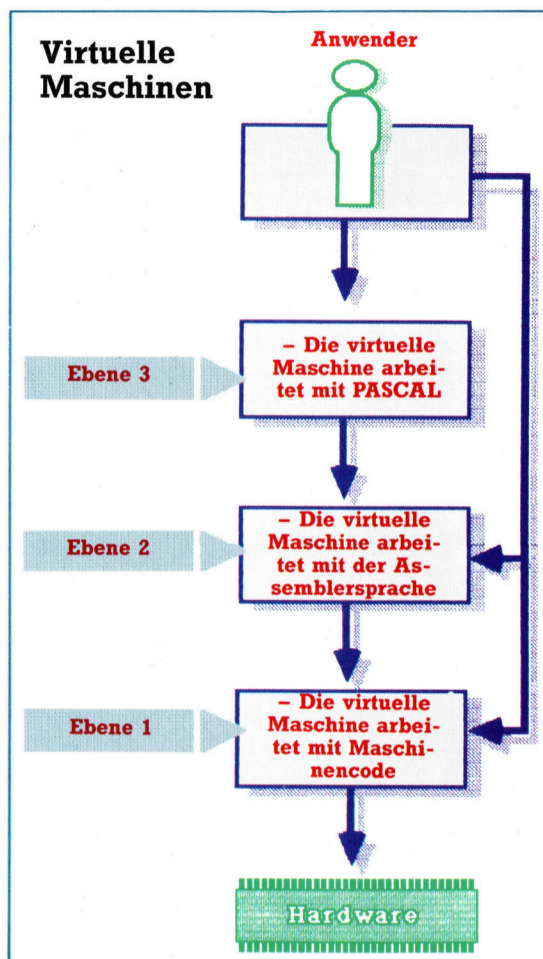 Virtuelle
Maschinen
Anwender
Ebene 3
– Die virtuelle
Maschine arbei-
tet mit PASCAL
Ebene 2
– Die virtuelle
Maschine arbei-
tet mit der As-
semblersprache
Ebene 1
– Die virtuelle
Maschine arbei-
tet mit Maschi-
nencode
Hardware